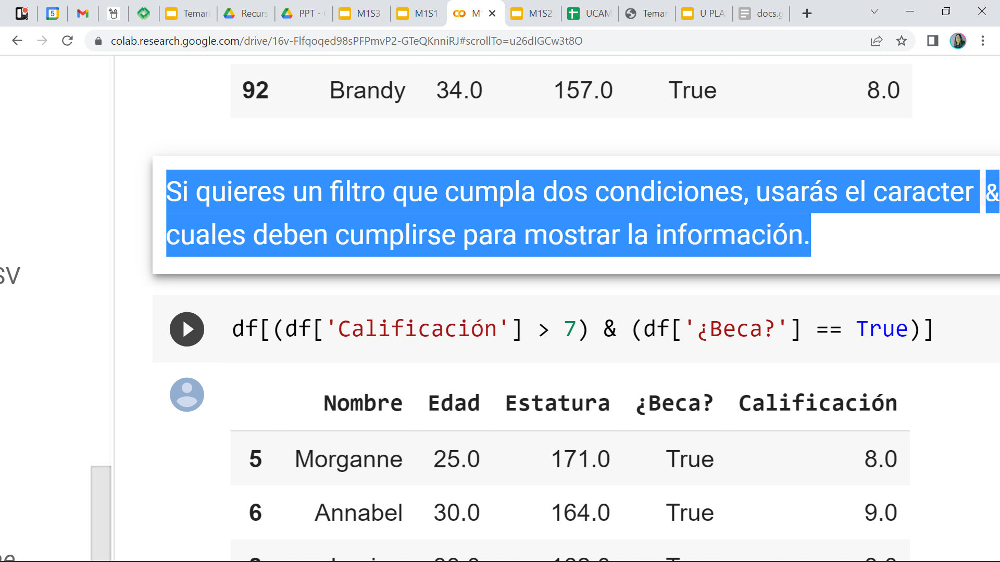 5 Temari Recurs PPT - M1S3_ M1S1_ M1 M1S2_ UCAM Temar U PLA docs.g
colab.research.google.com/drive/16v-Flfqoqed98sPFPmvP2-GTeQKnniRJ#scrollTo=u26dIGCw3t8O
92 Brandy 34.0 157.0 True 8.0
Si quieres un filtro que cumpla dos condiciones, usarás el caracter &
cuales deben cumplirse para mostrar la información.
SV
df[(df['Calificación'] > 7) & (df['¿Beca?'] == True)]
Nombre Edad Estatura ¿Beca? Calificación
5 Morganne 25.0 171.0 True 8.0
6 Annabel 30.0 164.0 True 9.0